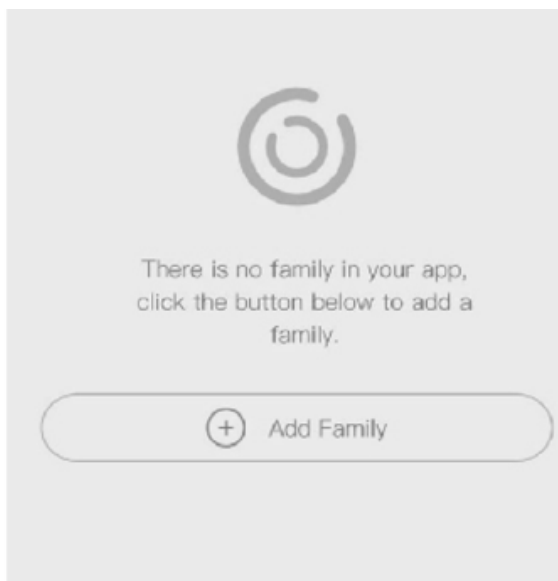 There is no family in your app,
click the button below to add a
family.
Add Family